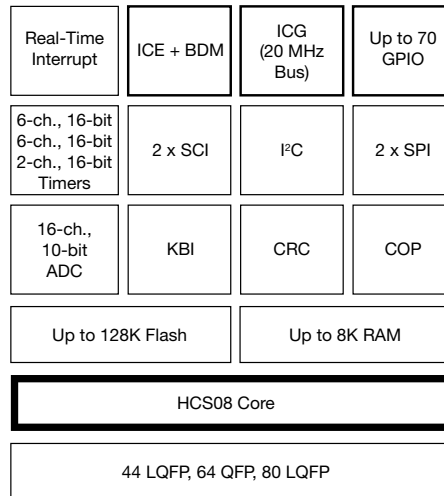 Real-Time
Interrupt
ICE + BDM
ICG
(20 MHz
Bus)
Up to 70
GPIO
6-ch., 16-bit
6-ch., 16-bit
2-ch., 16-bit
Timers
2 x SCI
I²C
2 x SPI
16-ch.,
10-bit
ADC
KBI
CRC
COP
Up to 128K Flash
Up to 8K RAM
HCS08 Core
44 LQFP, 64 QFP, 80 LQFP